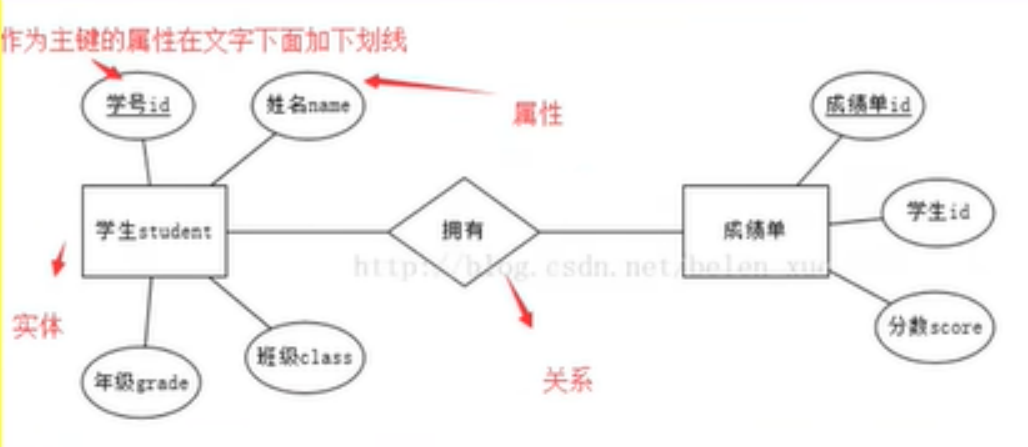 作为主键的属性在文字下面加下划线
学号id
姓名name
属性
成绩单id
学生student
拥有
成绩单
学生id
http://blog.csdn.net/belen_xue
实体
分数score
年级grade
班级class
关系